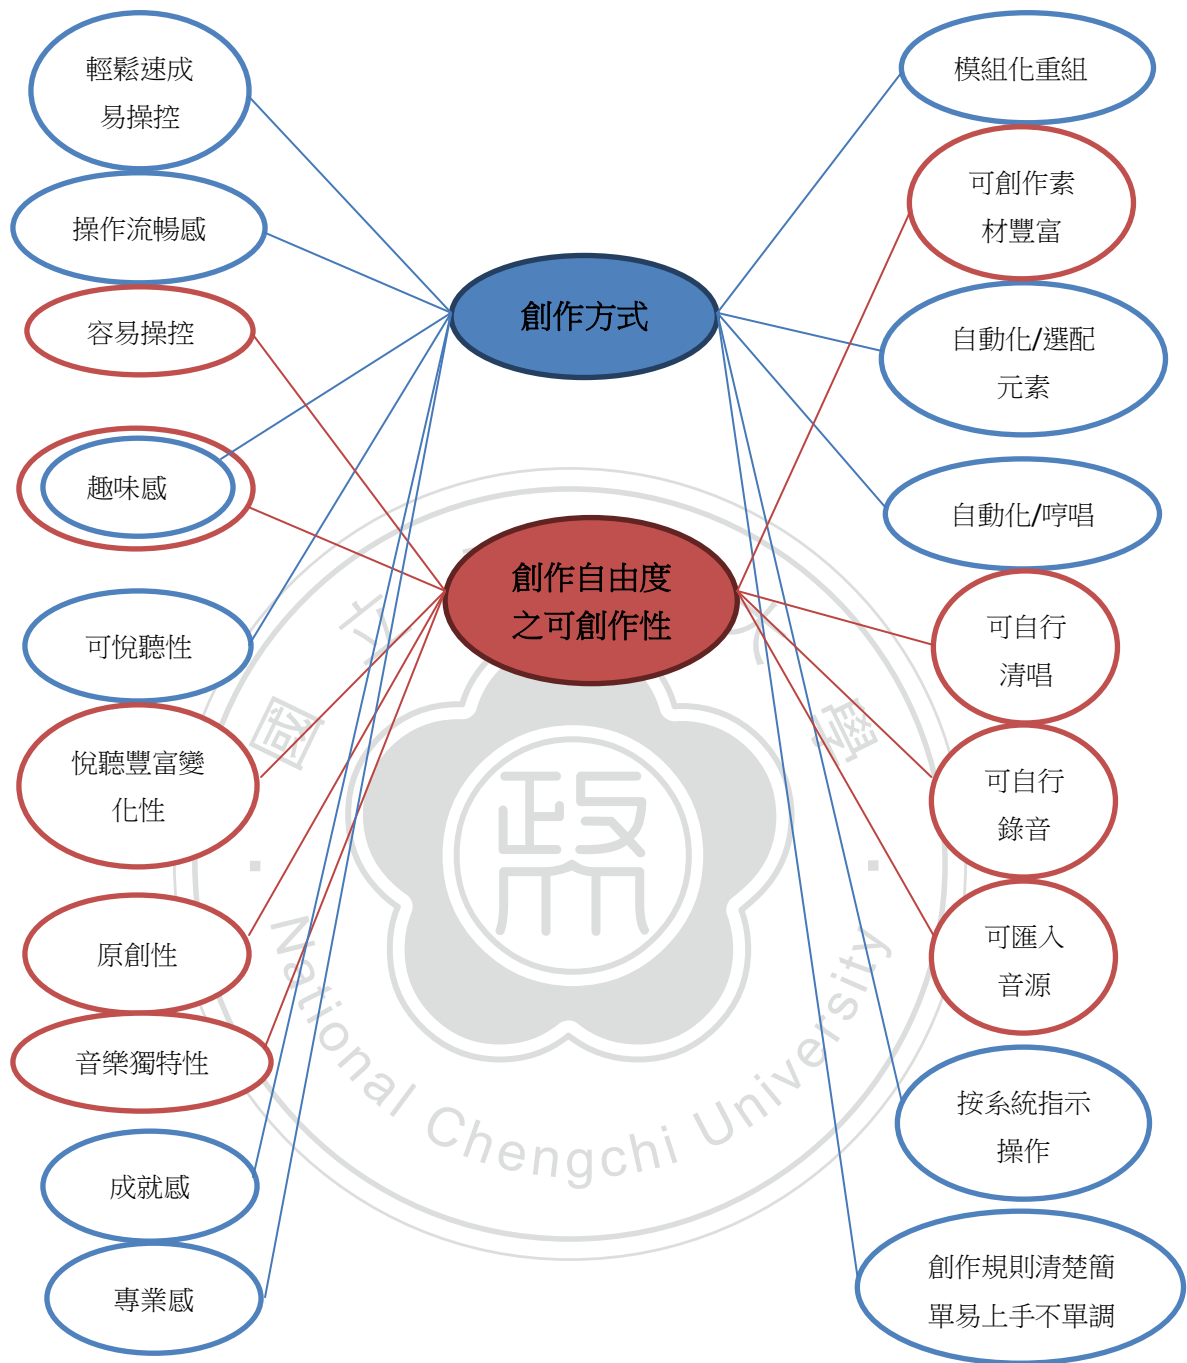 輕鬆速成
易操控
操作流暢感
容易操控
趣味感
可悅聽性
悅聽豐富變
化性
原創性
音樂獨特性
成就感
專業感
創作方式
創作自由度
之可創作性
模組化重組
可創作素
材豐富
自動化/選配
元素
自動化/哼唱
可自行
清唱
可自行
錄音
可匯入
音源
按系統指示
操作
創作規則清楚簡
單易上手不單調
National Chengchi University
國
學
政